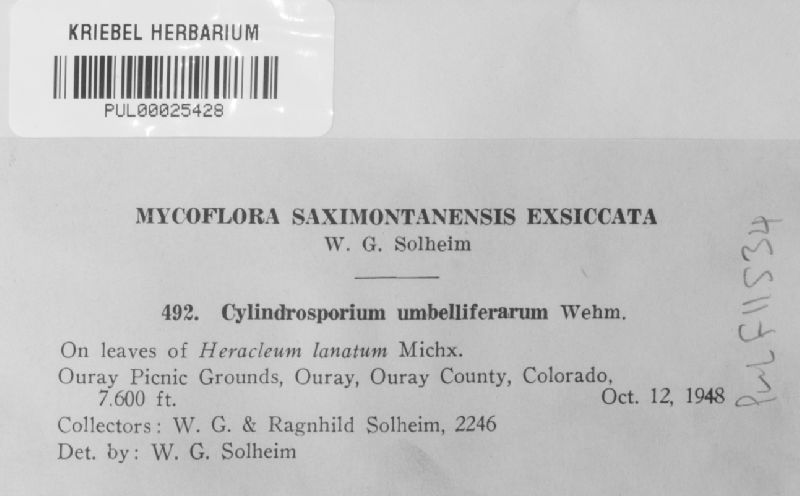 KRIEBEL HERBARIUM
PUL00025428
MYCOFLORA SAXIMONTANENSIS EXSICCATA
W. G. Solheim
492. Cylindrosporium umbelliferarum Wehm.
On leaves of Heracleum lanatum Michx.
Ouray Picnic Grounds, Ouray, Ouray County, Colorado,
7.600 ft. Oct. 12, 1948
Collectors: W. G. & Ragnhild Solheim, 2246
Det. by: W. G. Solheim
PUL F11534